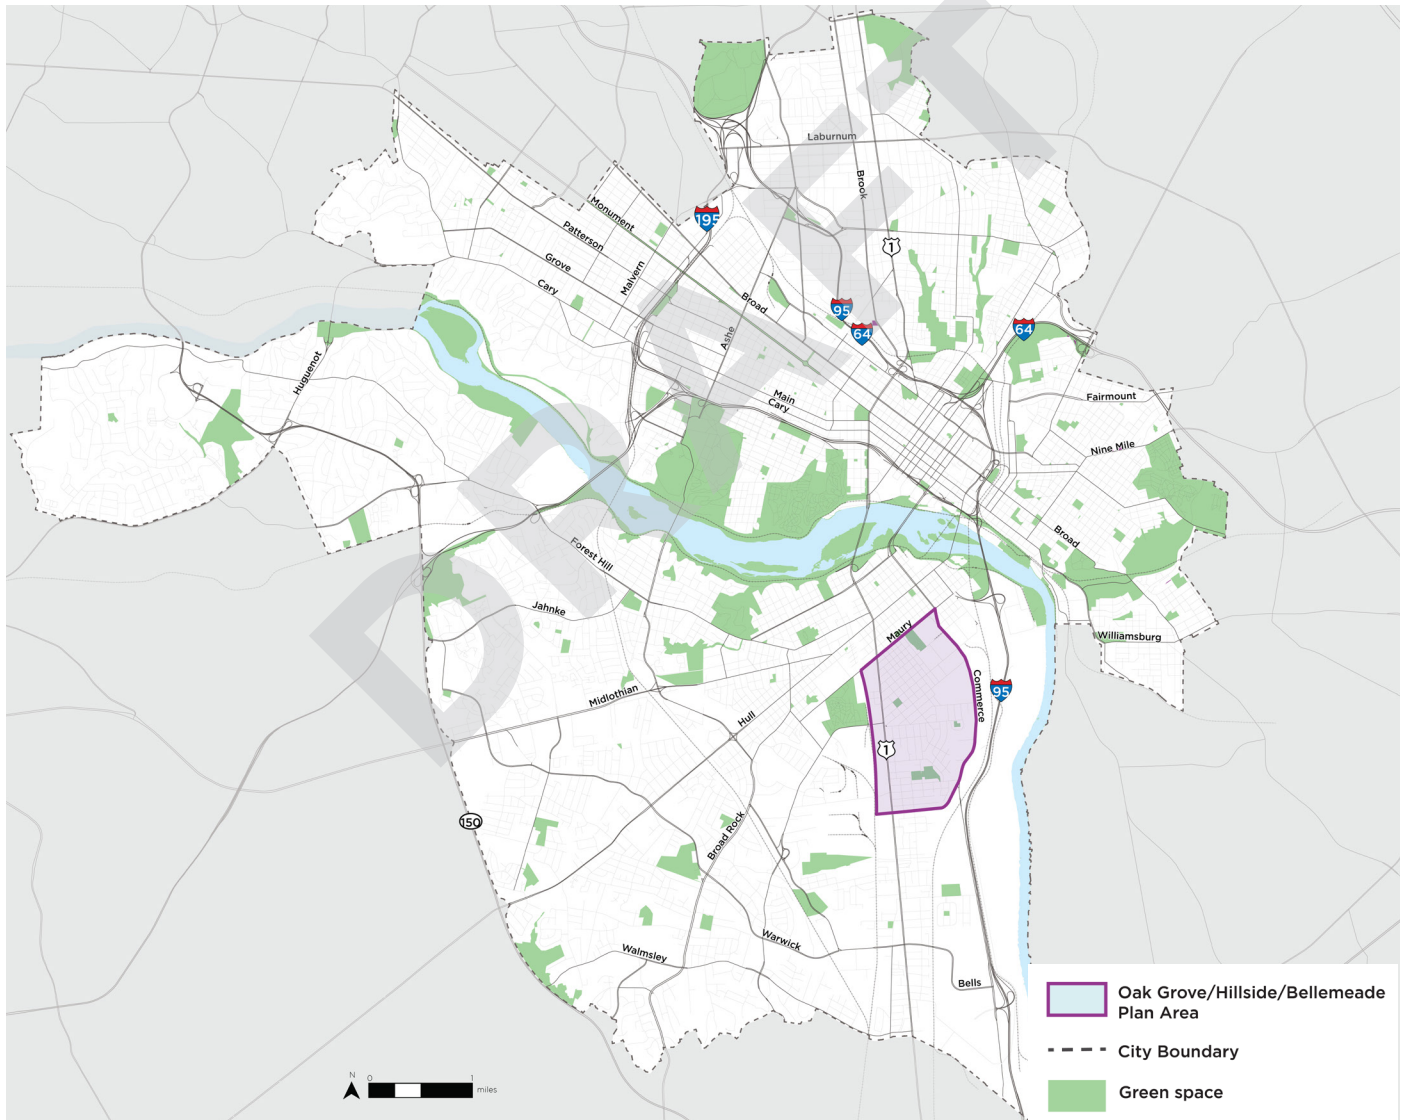 DRAFT
Laburnum
Brook
Monument
195
Patterson
1
Grove
Malvern
Cary
Broad
95
64
64
Ashe
Huguenot
Main
Cary
Fairmount
Nine Mile
Broad
Forest Hill
Jahnke
Maury
Williamsburg
Commerce
95
Midlothian
Hull
1
150
Broad Rock
Warwick
Walmsley
Bells
Oak Grove/Hillside/Bellemeade
Plan Area
City Boundary
Green space
N
0 1
miles